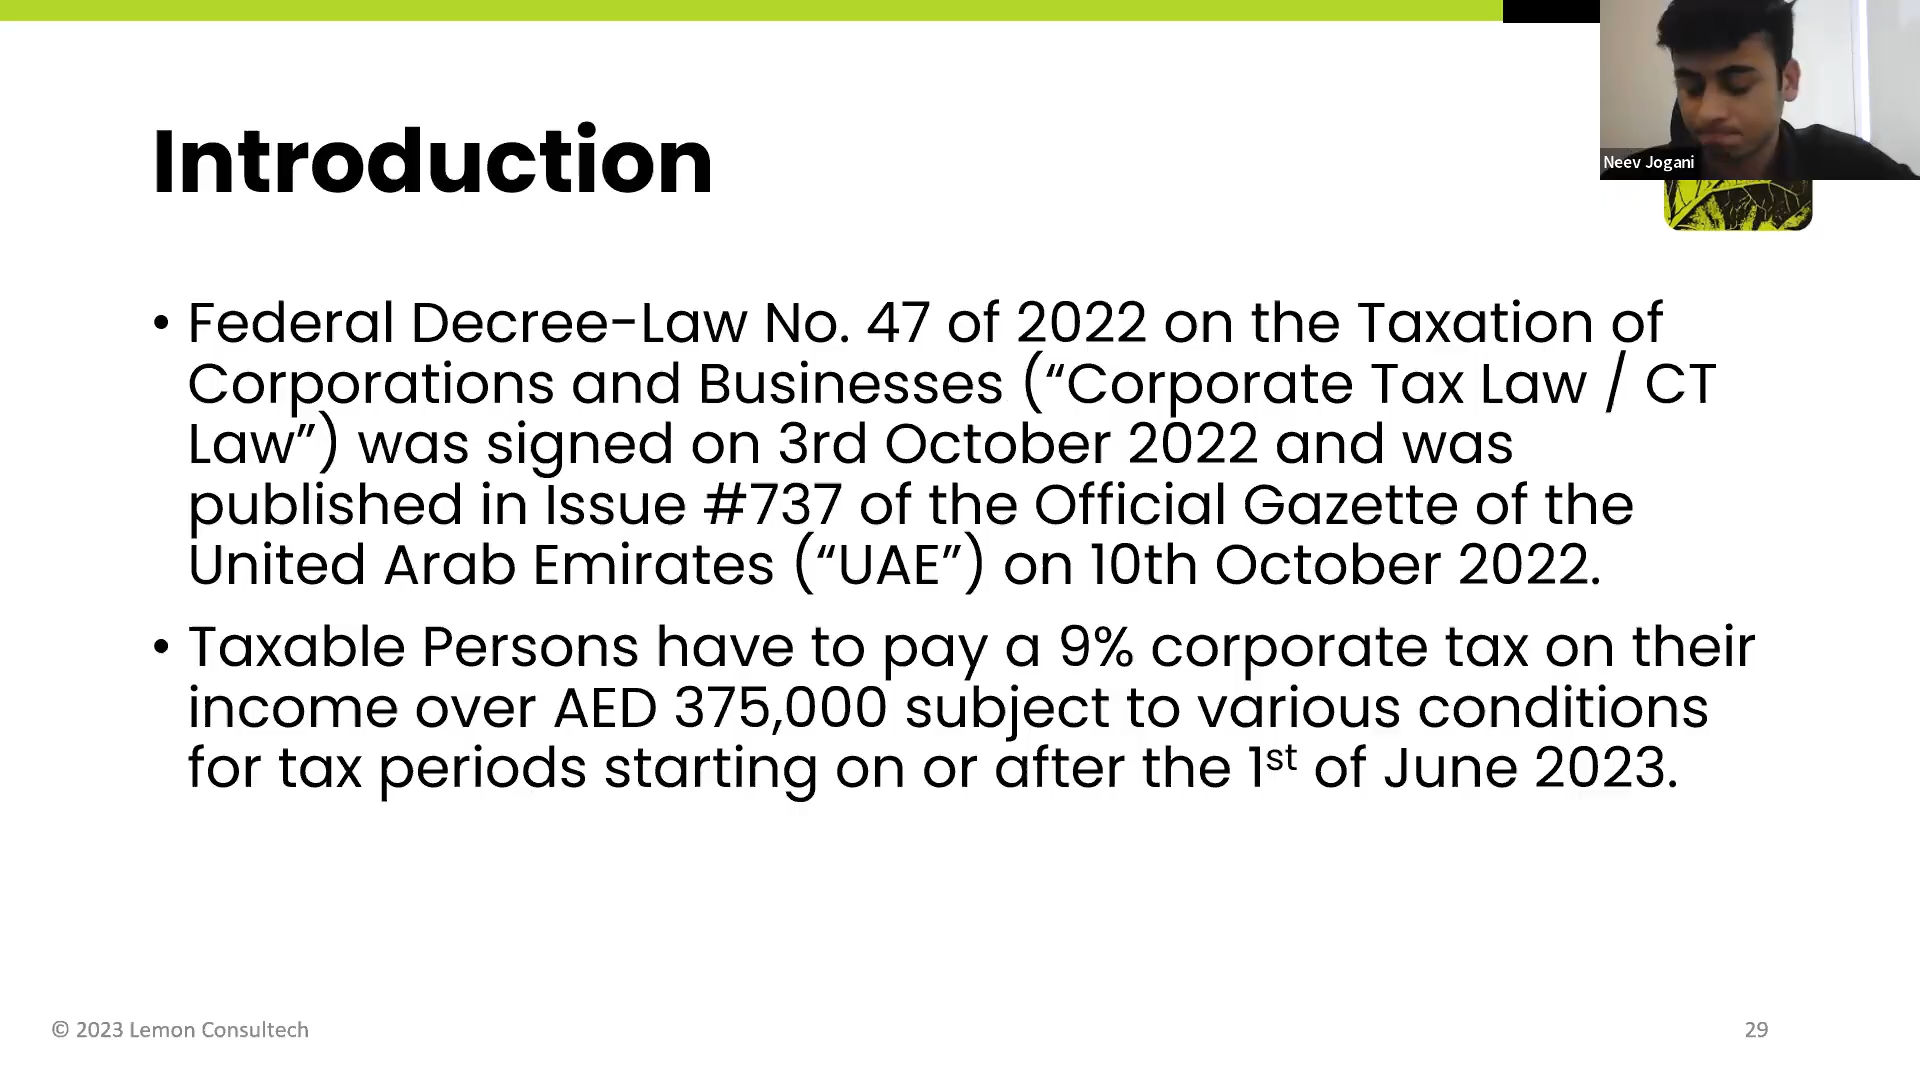 Introduction
Neev Jogani
• Federal Decree-Law No. 47 of 2022 on the Taxation of
Corporations and Businesses (“Corporate Tax Law / CT
Law”) was signed on 3rd October 2022 and was
published in Issue #737 of the Official Gazette of the
United Arab Emirates (“UAE”) on 10th October 2022.
• Taxable Persons have to pay a 9% corporate tax on their
income over AED 375,000 subject to various conditions
for tax periods starting on or after the 1st of June 2023.
© 2023 Lemon Consultech
29